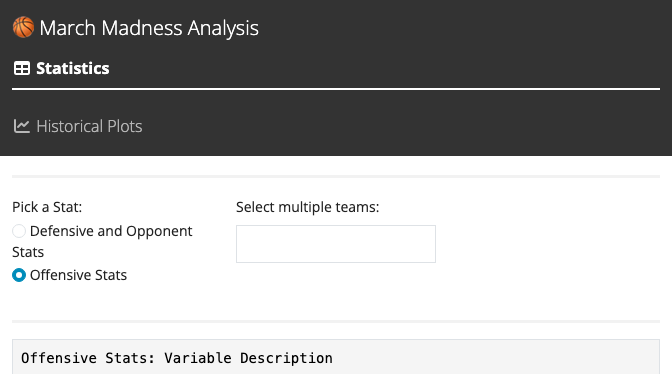 March Madness Analysis
Statistics
Historical Plots
Pick a Stat:
Select multiple teams:
Defensive and Opponent
Stats
Offensive Stats
Offensive Stats: Variable Description